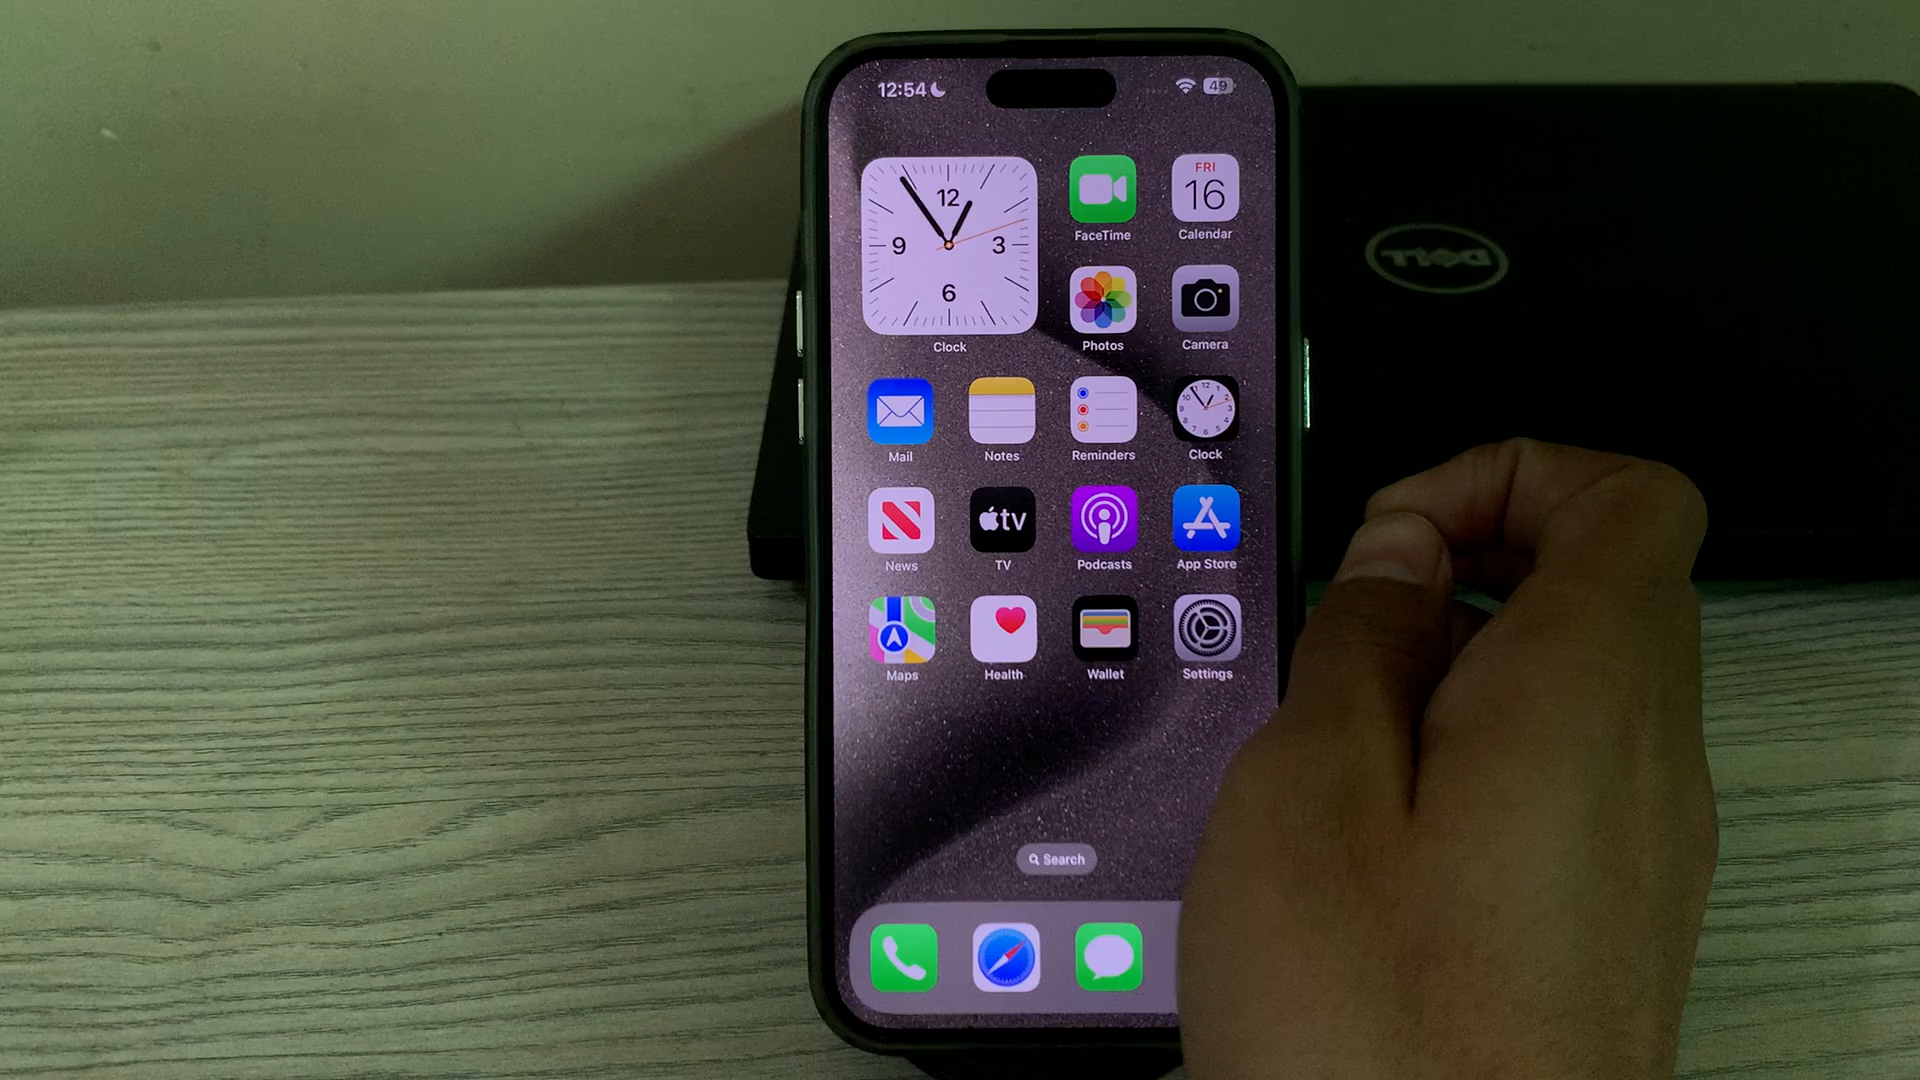 12:54
49
12
9
3
6
Clock
FaceTime
FRI
16
Calendar
Photos
Camera
Mail
Notes
Reminders
Clock
News
tv
TV
Podcasts
App Store
Maps
Health
Wallet
Settings
Search
DELL